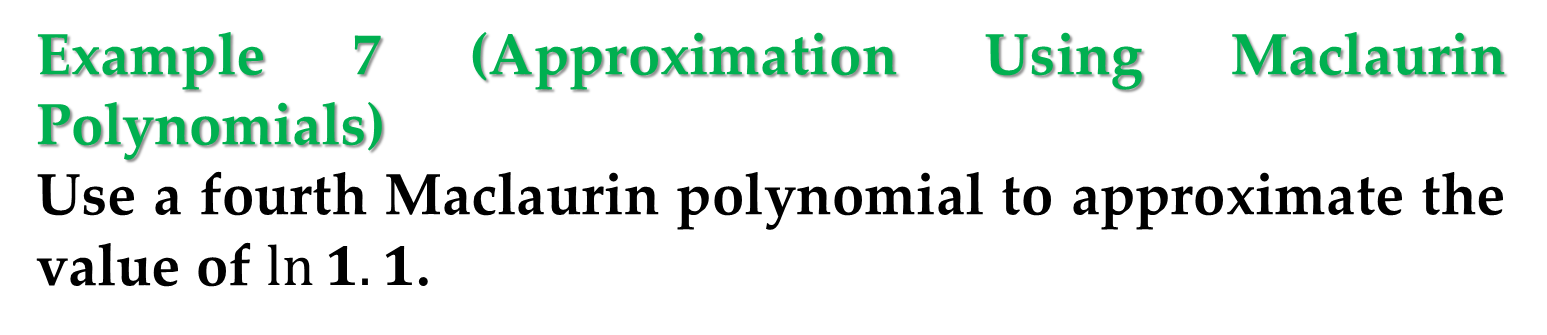 Example 7 (Approximation Using Maclaurin
Polynomials)
Use a fourth Maclaurin polynomial to approximate the
value of ln 1. 1.